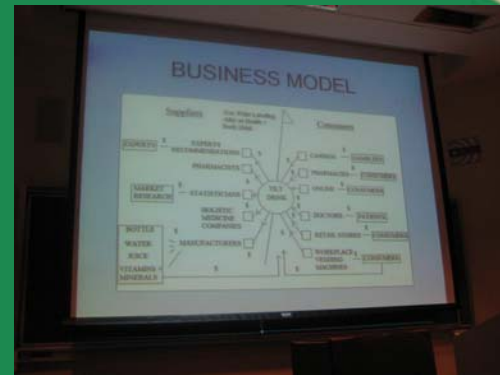 BUSINESS MODEL
Suppliers
Consumers
EXPERTS
EXPERTS
RECOMMENDATIONS
PHARMACISTS
MARKET
RESEARCH
STATISTICIANS
HOLISTIC
MEDICINE
COMPANIES
MANUFACTURERS
BOTTLE
WATER
JUICE
VITAMINS +
MINERALS
DRINK
PHARMACIES
CONSUMERS
ONLINE
CONSUMERS
DOCTORS
PATIENTS
RETAIL STORES
CONSUMERS
WORKPLACE
VENDING
MACHINES
CONSUMERS